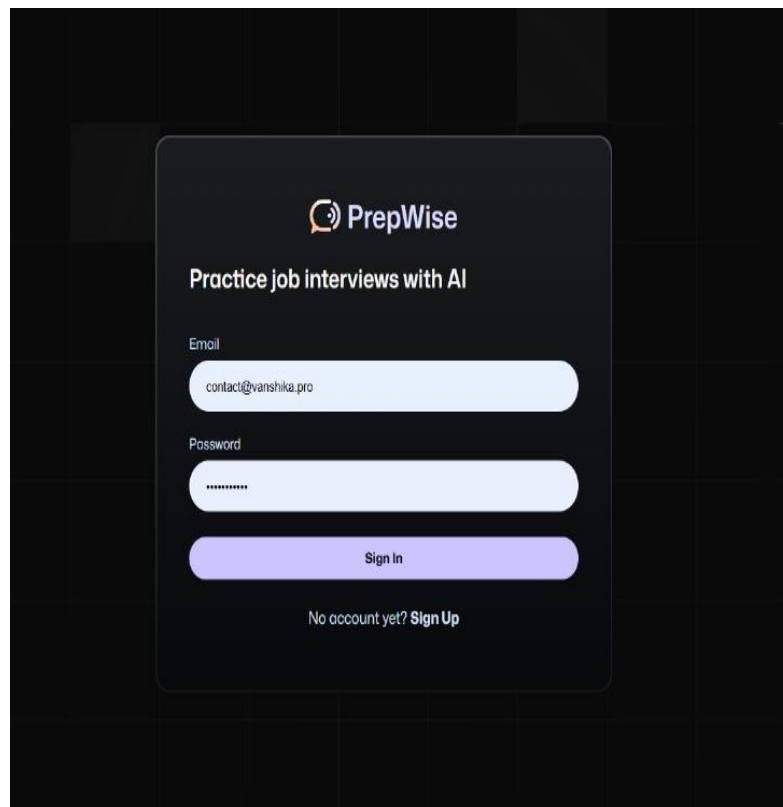 PrepWise
Practice job interviews with AI
Email
contact@vanshika.pro
Password
•••••••••••
Sign In
No account yet? Sign Up